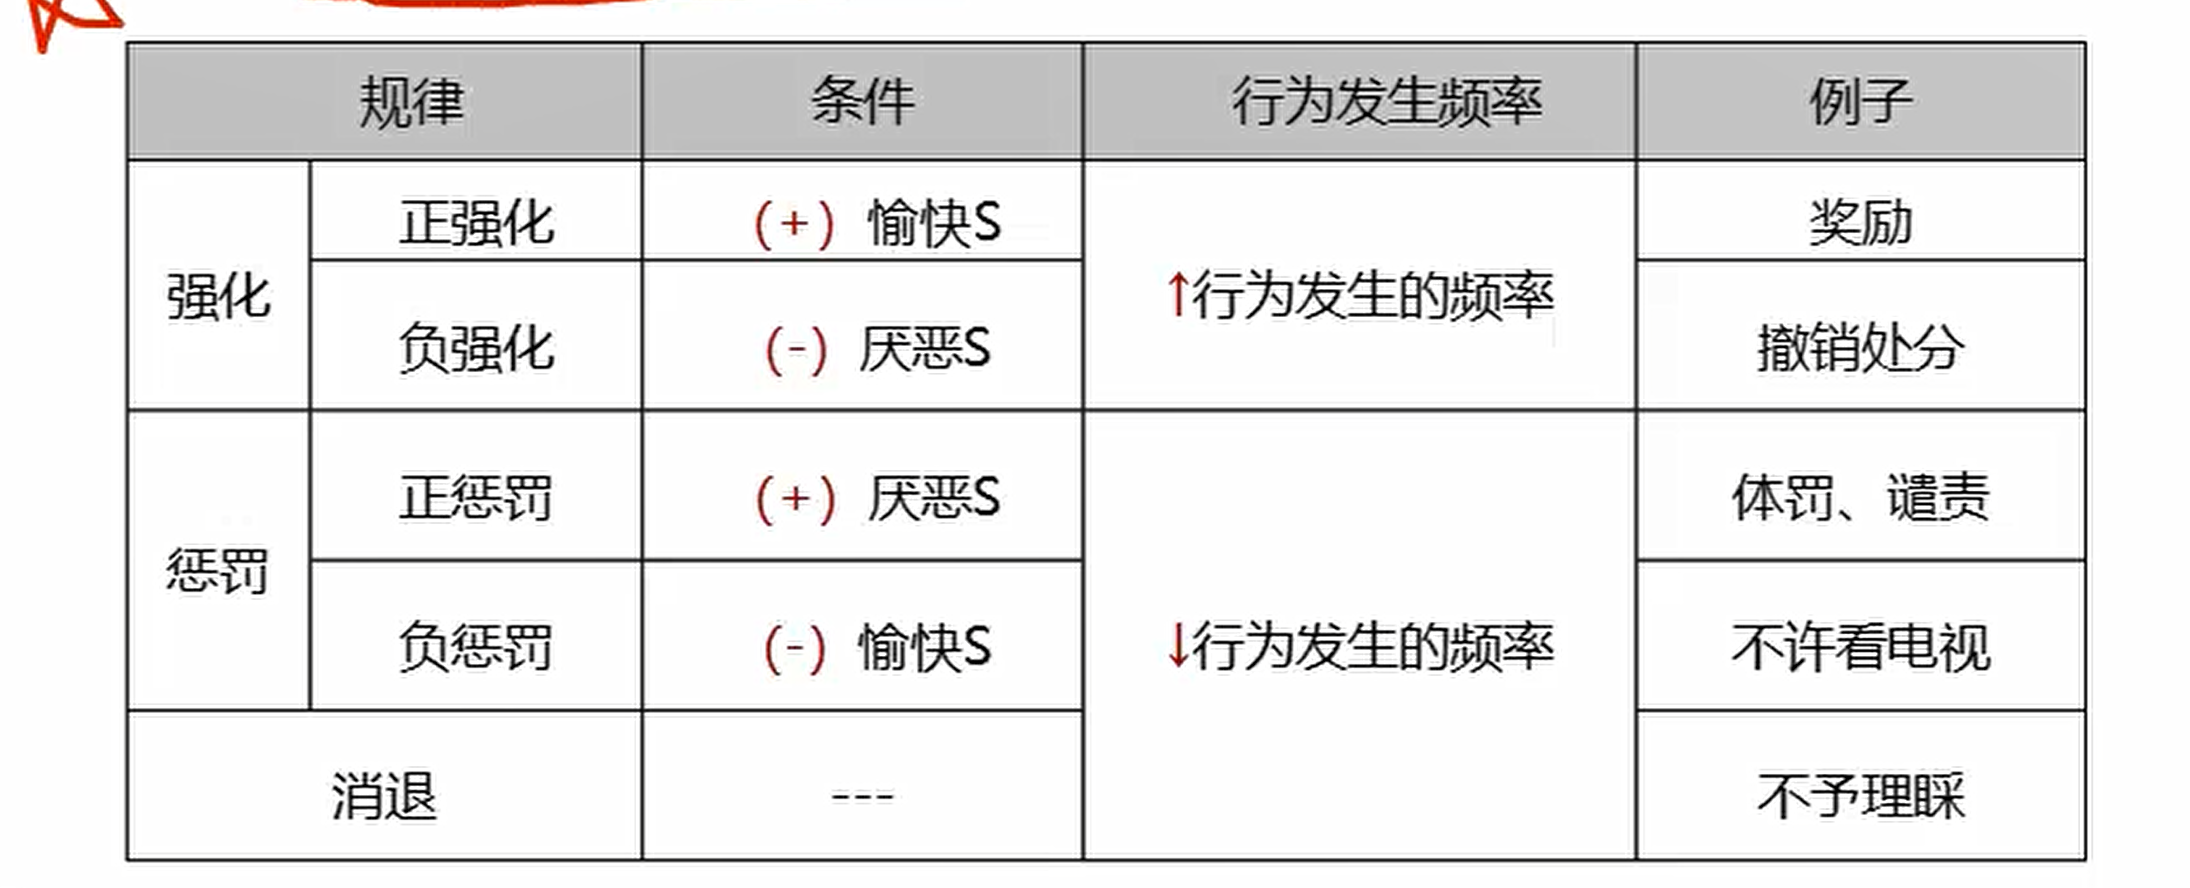 规律 条件 行为发生频率 例子
强化 正强化 (+) 愉快S ↑行为发生的频率 奖励
负强化 (-) 厌恶S 撤销处分
惩罚 正惩罚 (+) 厌恶S ↓行为发生的频率 体罚、谴责
负惩罚 (-) 愉快S 不许看电视
消退 --- 不予理睬